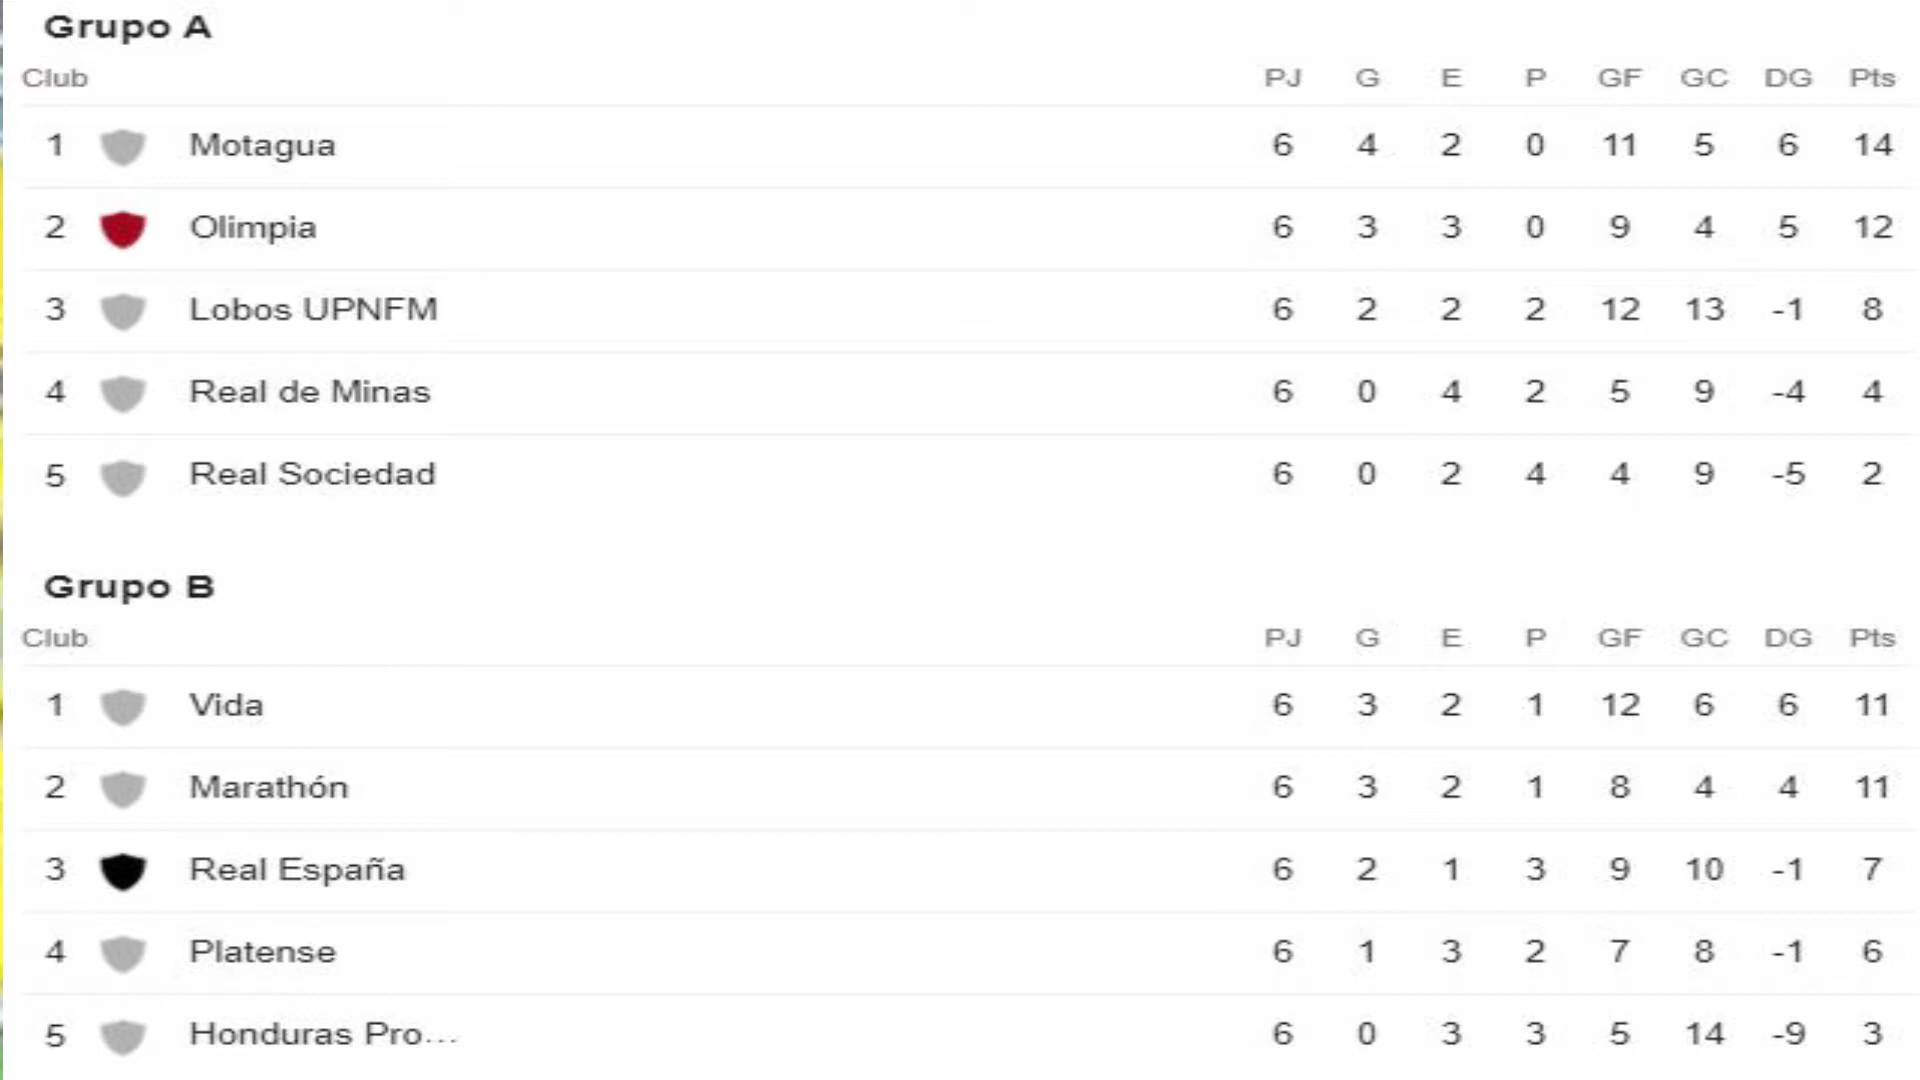 Grupo A
Club PJ G E P GF GC DG Pts
1 Motagua 6 4 2 0 11 5 6 14
2 Olimpia 6 3 3 0 9 4 5 12
3 Lobos UPNFM 6 2 2 2 12 13 -1 8
4 Real de Minas 6 0 4 2 5 9 -4 4
5 Real Sociedad 6 0 2 4 4 9 -5 2
Grupo B
Club PJ G E P GF GC DG Pts
1 Vida 6 3 2 1 12 6 6 11
2 Marathón 6 3 2 1 8 4 4 11
3 Real España 6 2 1 3 9 10 -1 7
4 Platense 6 1 3 2 7 8 -1 6
5 Honduras Pro... 6 0 3 3 5 14 -9 3